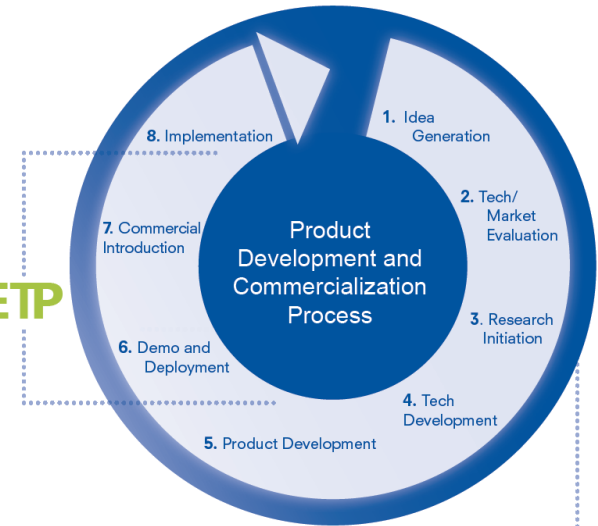 1. Idea
Generation
2. Tech/
Market
Evaluation
3. Research
Initiation
4. Tech
Development
5. Product Development
6. Demo and
Deployment
7. Commercial
Introduction
8. Implementation
Product
Development and
Commercialization
Process
ETP